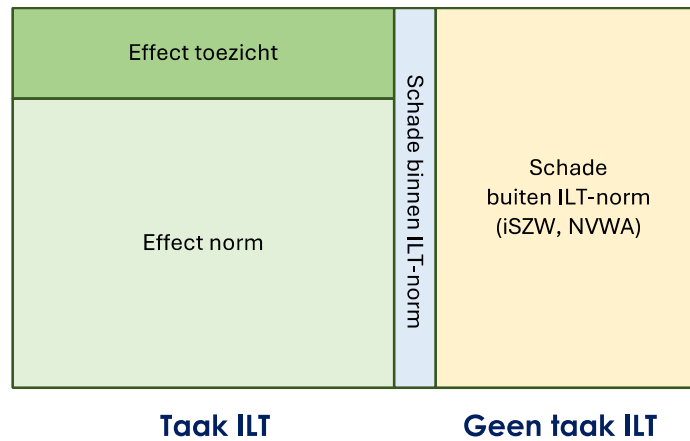 Effect toezicht
Effect norm
Schade binnen ILT-norm
Schade
buiten ILT-norm
(iSZW, NVWA)
Taak ILT
Geen taak ILT